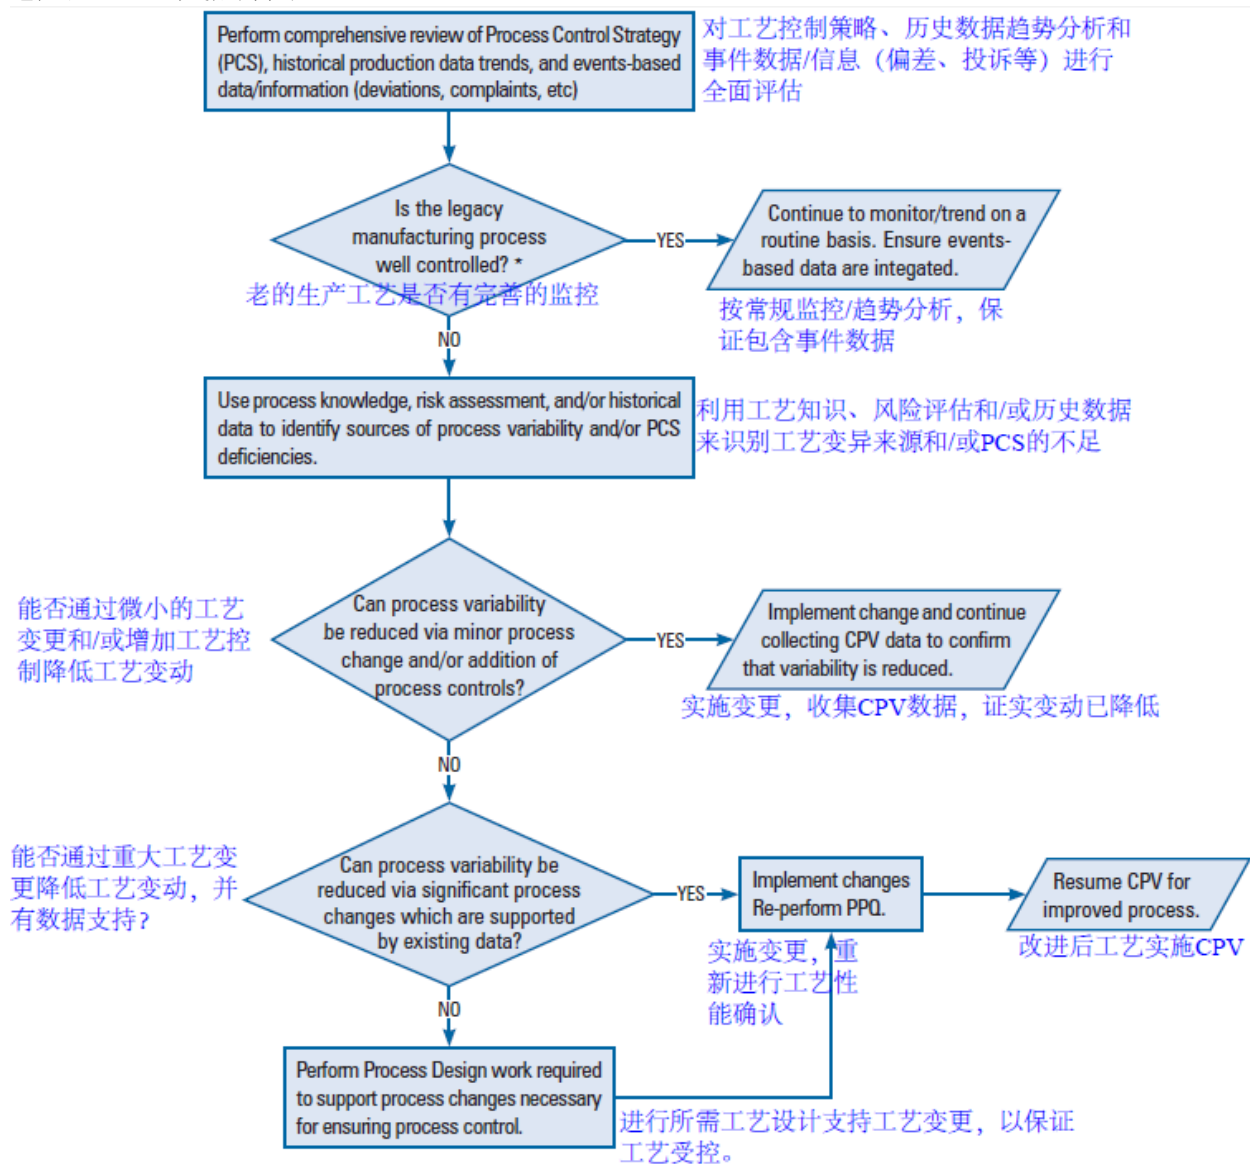 Perform comprehensive review of Process Control Strategy
(PCS), historical production data trends, and events-based
data/information (deviations, complaints, etc)
对工艺控制策略、历史数据趋势分析和
事件数据/信息（偏差、投诉等）进行
全面评估
Is the legacy
manufacturing process
well controlled? *
老的生产工艺是否有完善的监控
YES
Continue to monitor/trend on a
routine basis. Ensure events-
based data are integated.
按常规监控/趋势分析，保
证包含事件数据
NO
Use process knowledge, risk assessment, and/or historical
data to identify sources of process variability and/or PCS
deficiencies.
利用工艺知识、风险评估和/或历史数据
来识别工艺变异来源和/或PCS的不足
能否通过微小的工艺
变更和/或增加工艺控
制降低工艺变动
Can process variability
be reduced via minor process
change and/or addition of
process controls?
YES
Implement change and continue
collecting CPV data to confirm
that variability is reduced.
实施变更，收集CPV数据，证实变动已降低
NO
能否通过重大工艺变
更降低工艺变动，并
有数据支持？
Can process variability be
reduced via significant process
changes which are supported
by existing data?
YES
Implement changes
Re-perform PPQ.
实施变更，重
新进行工艺性
能确认
Resume CPV for
improved process.
改进后工艺实施CPV
NO
Perform Process Design work required
to support process changes necessary
for ensuring process control.
进行所需工艺设计支持工艺变更，以保证
工艺受控。